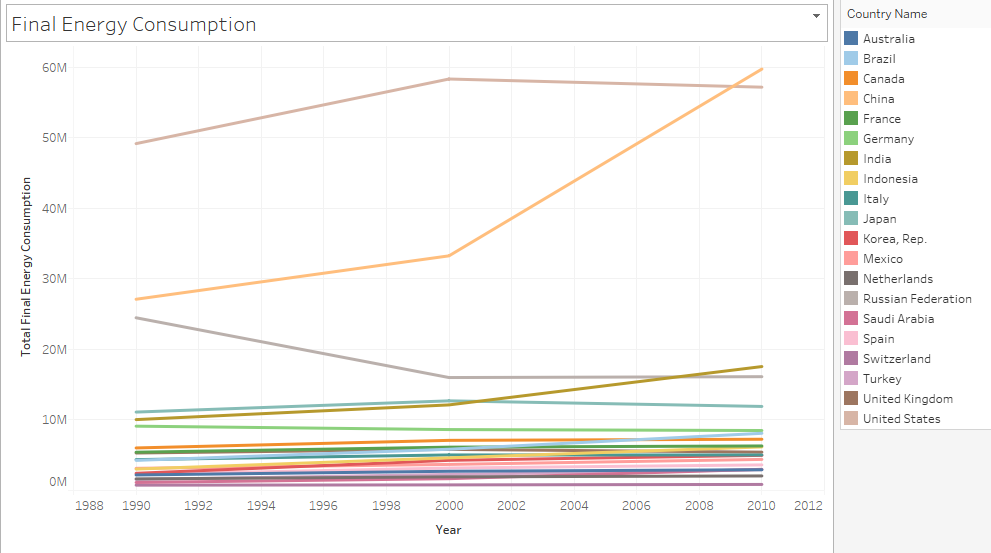 Final Energy Consumption
60M
50M
40M
30M
20M
10M
0M
Total Final Energy Consumption
1988 1990 1992 1994 1996 1998 2000 2002 2004 2006 2008 2010 2012
Year
Country Name
Australia
Brazil
Canada
China
France
Germany
India
Indonesia
Italy
Japan
Korea, Rep.
Mexico
Netherlands
Russian Federation
Saudi Arabia
Spain
Switzerland
Turkey
United Kingdom
United States